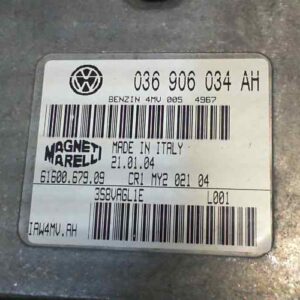 036 906 034 AH
BENZIN 4MV 005 4967
MAGNETI MARELLI
MADE IN ITALY
21.01.04
61600.679.09 CR1 MY2 021 04
3S8VAGL1E L001
IAW4MV.AH